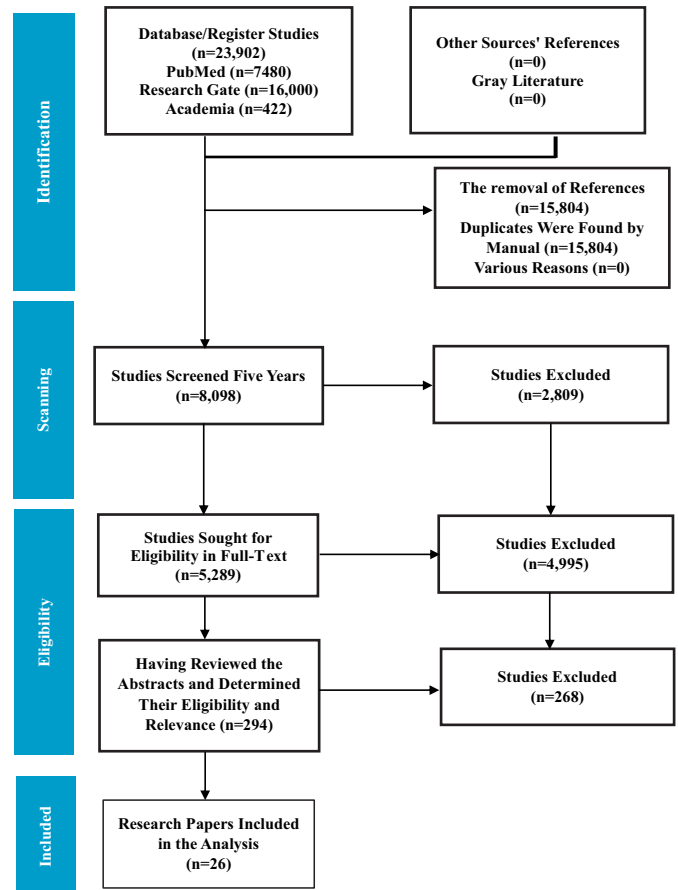 Identification
Database/Register Studies
(n=23,902)
PubMed (n=7480)
Research Gate (n=16,000)
Academia (n=422)
Other Sources' References
(n=0)
Gray Literature
(n=0)
The removal of References
(n=15,804)
Duplicates Were Found by
Manual (n=15,804)
Various Reasons (n=0)
Scanning
Studies Screened Five Years
(n=8,098)
Studies Excluded
(n=2,809)
Eligibility
Studies Sought for
Eligibility in Full-Text
(n=5,289)
Studies Excluded
(n=4,995)
Having Reviewed the
Abstracts and Determined
Their Eligibility and
Relevance (n=294)
Studies Excluded
(n=268)
Included
Research Papers Included
in the Analysis
(n=26)